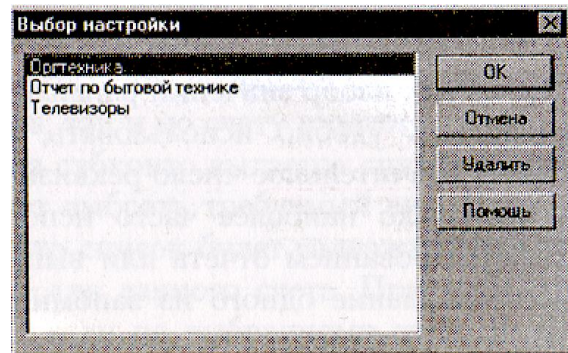 Выбор настройки
Оргтехника
Отчет по бытовой технике
Телевизоры
OK
Отмена
Удалить
Помощь